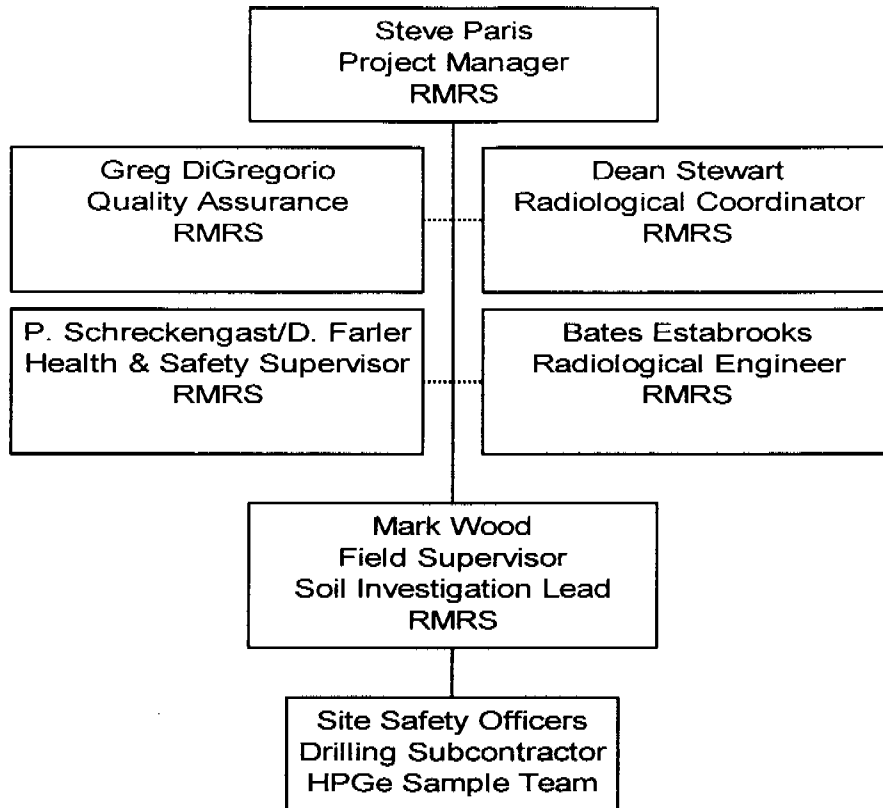 Steve Paris
Project Manager
RMRS
Greg DiGregorio
Quality Assurance
RMRS
Dean Stewart
Radiological Coordinator
RMRS
P. Schreckengast/D. Farler
Health & Safety Supervisor
RMRS
Bates Estabrooks
Radiological Engineer
RMRS
Mark Wood
Field Supervisor
Soil Investigation Lead
RMRS
Site Safety Officers
Drilling Subcontractor
HPGe Sample Team